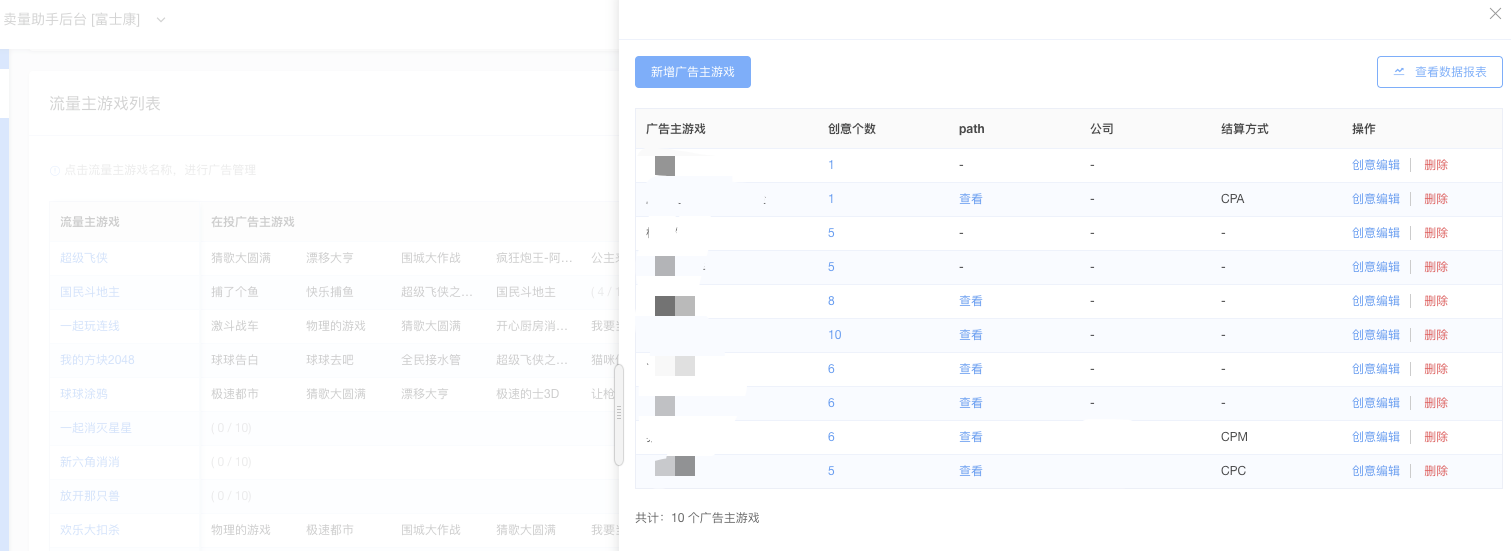 卖量助手后台 [富士康]
流量主游戏列表
点击流量主游戏名称，进行广告管理
流量主游戏 在投广告主游戏
超级飞侠 猜歌大圆满 漂移大亨 围城大作战 疯狂炮王-阿... 公主
国民斗地主 捕了个鱼 快乐捕鱼 超级飞侠之... 国民斗地主 ( 4 / 1
一起玩连线 激斗战车 物理的游戏 猜歌大圆满 开心厨房消... 我要
我的方块2048 球球告白 球球去吧 全民接水管 超级飞侠之... 猫咪
球球涂鸦 极速都市 猜歌大圆满 漂移大亨 极速的士3D 让枪
一起消灭星星 ( 0 / 10)
新六角消消 ( 0 / 10)
放开那只兽 ( 0 / 10)
欢乐大扣杀 物理的游戏 极速都市 围城大作战 猜歌大圆满 我要
新增广告主游戏 查看数据报表
广告主游戏 创意个数 path 公司 结算方式 操作
1 - - 创意编辑 删除
1 查看 - CPA 创意编辑 删除
5 - - - 创意编辑 删除
5 - - - 创意编辑 删除
8 查看 - - 创意编辑 删除
10 查看 - - 创意编辑 删除
6 查看 - - 创意编辑 删除
6 查看 - - 创意编辑 删除
6 查看 CPM 创意编辑 删除
5 查看 CPC 创意编辑 删除
共计：10 个广告主游戏